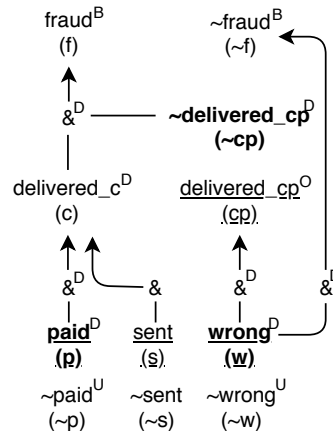 fraud^B ~fraud^B
(f) (~f)
&^D ~delivered_cp^D
(~cp)
delivered_c^D delivered_cp^O
(c) (cp)
&^D & &^D &^D
paid^D sent wrong^D
(p) (s) (w)
~paid^U ~sent ~wrong^U
(~p) (~s) (~w)